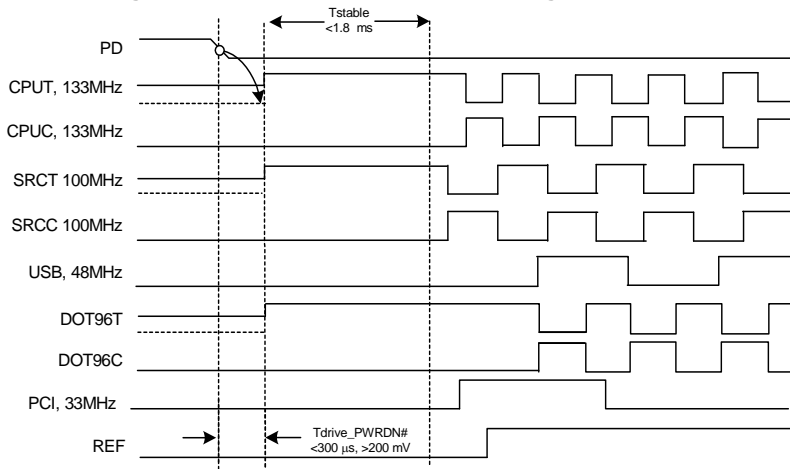 Tstable
<1.8 ms
PD
CPUT, 133MHz
CPUC, 133MHz
SRCT 100MHz
SRCC 100MHz
USB, 48MHz
DOT96T
DOT96C
PCI, 33MHz
Tdrive_PWRDN#
<300 μs, >200 mV
REF